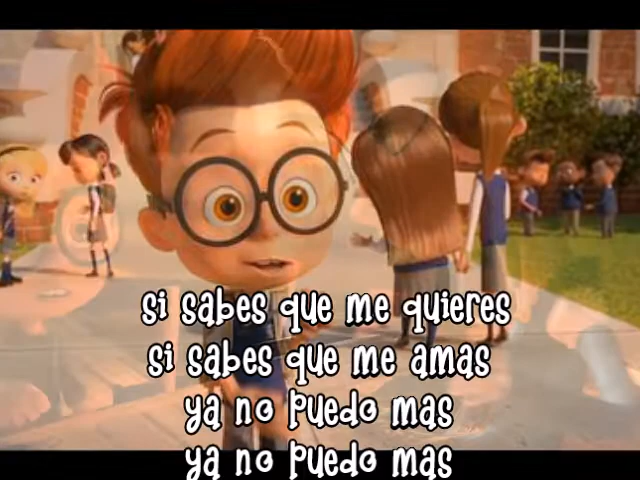 si sabes que me quieres
si sabes que me amas
ya no puedo mas
ya no puedo mas